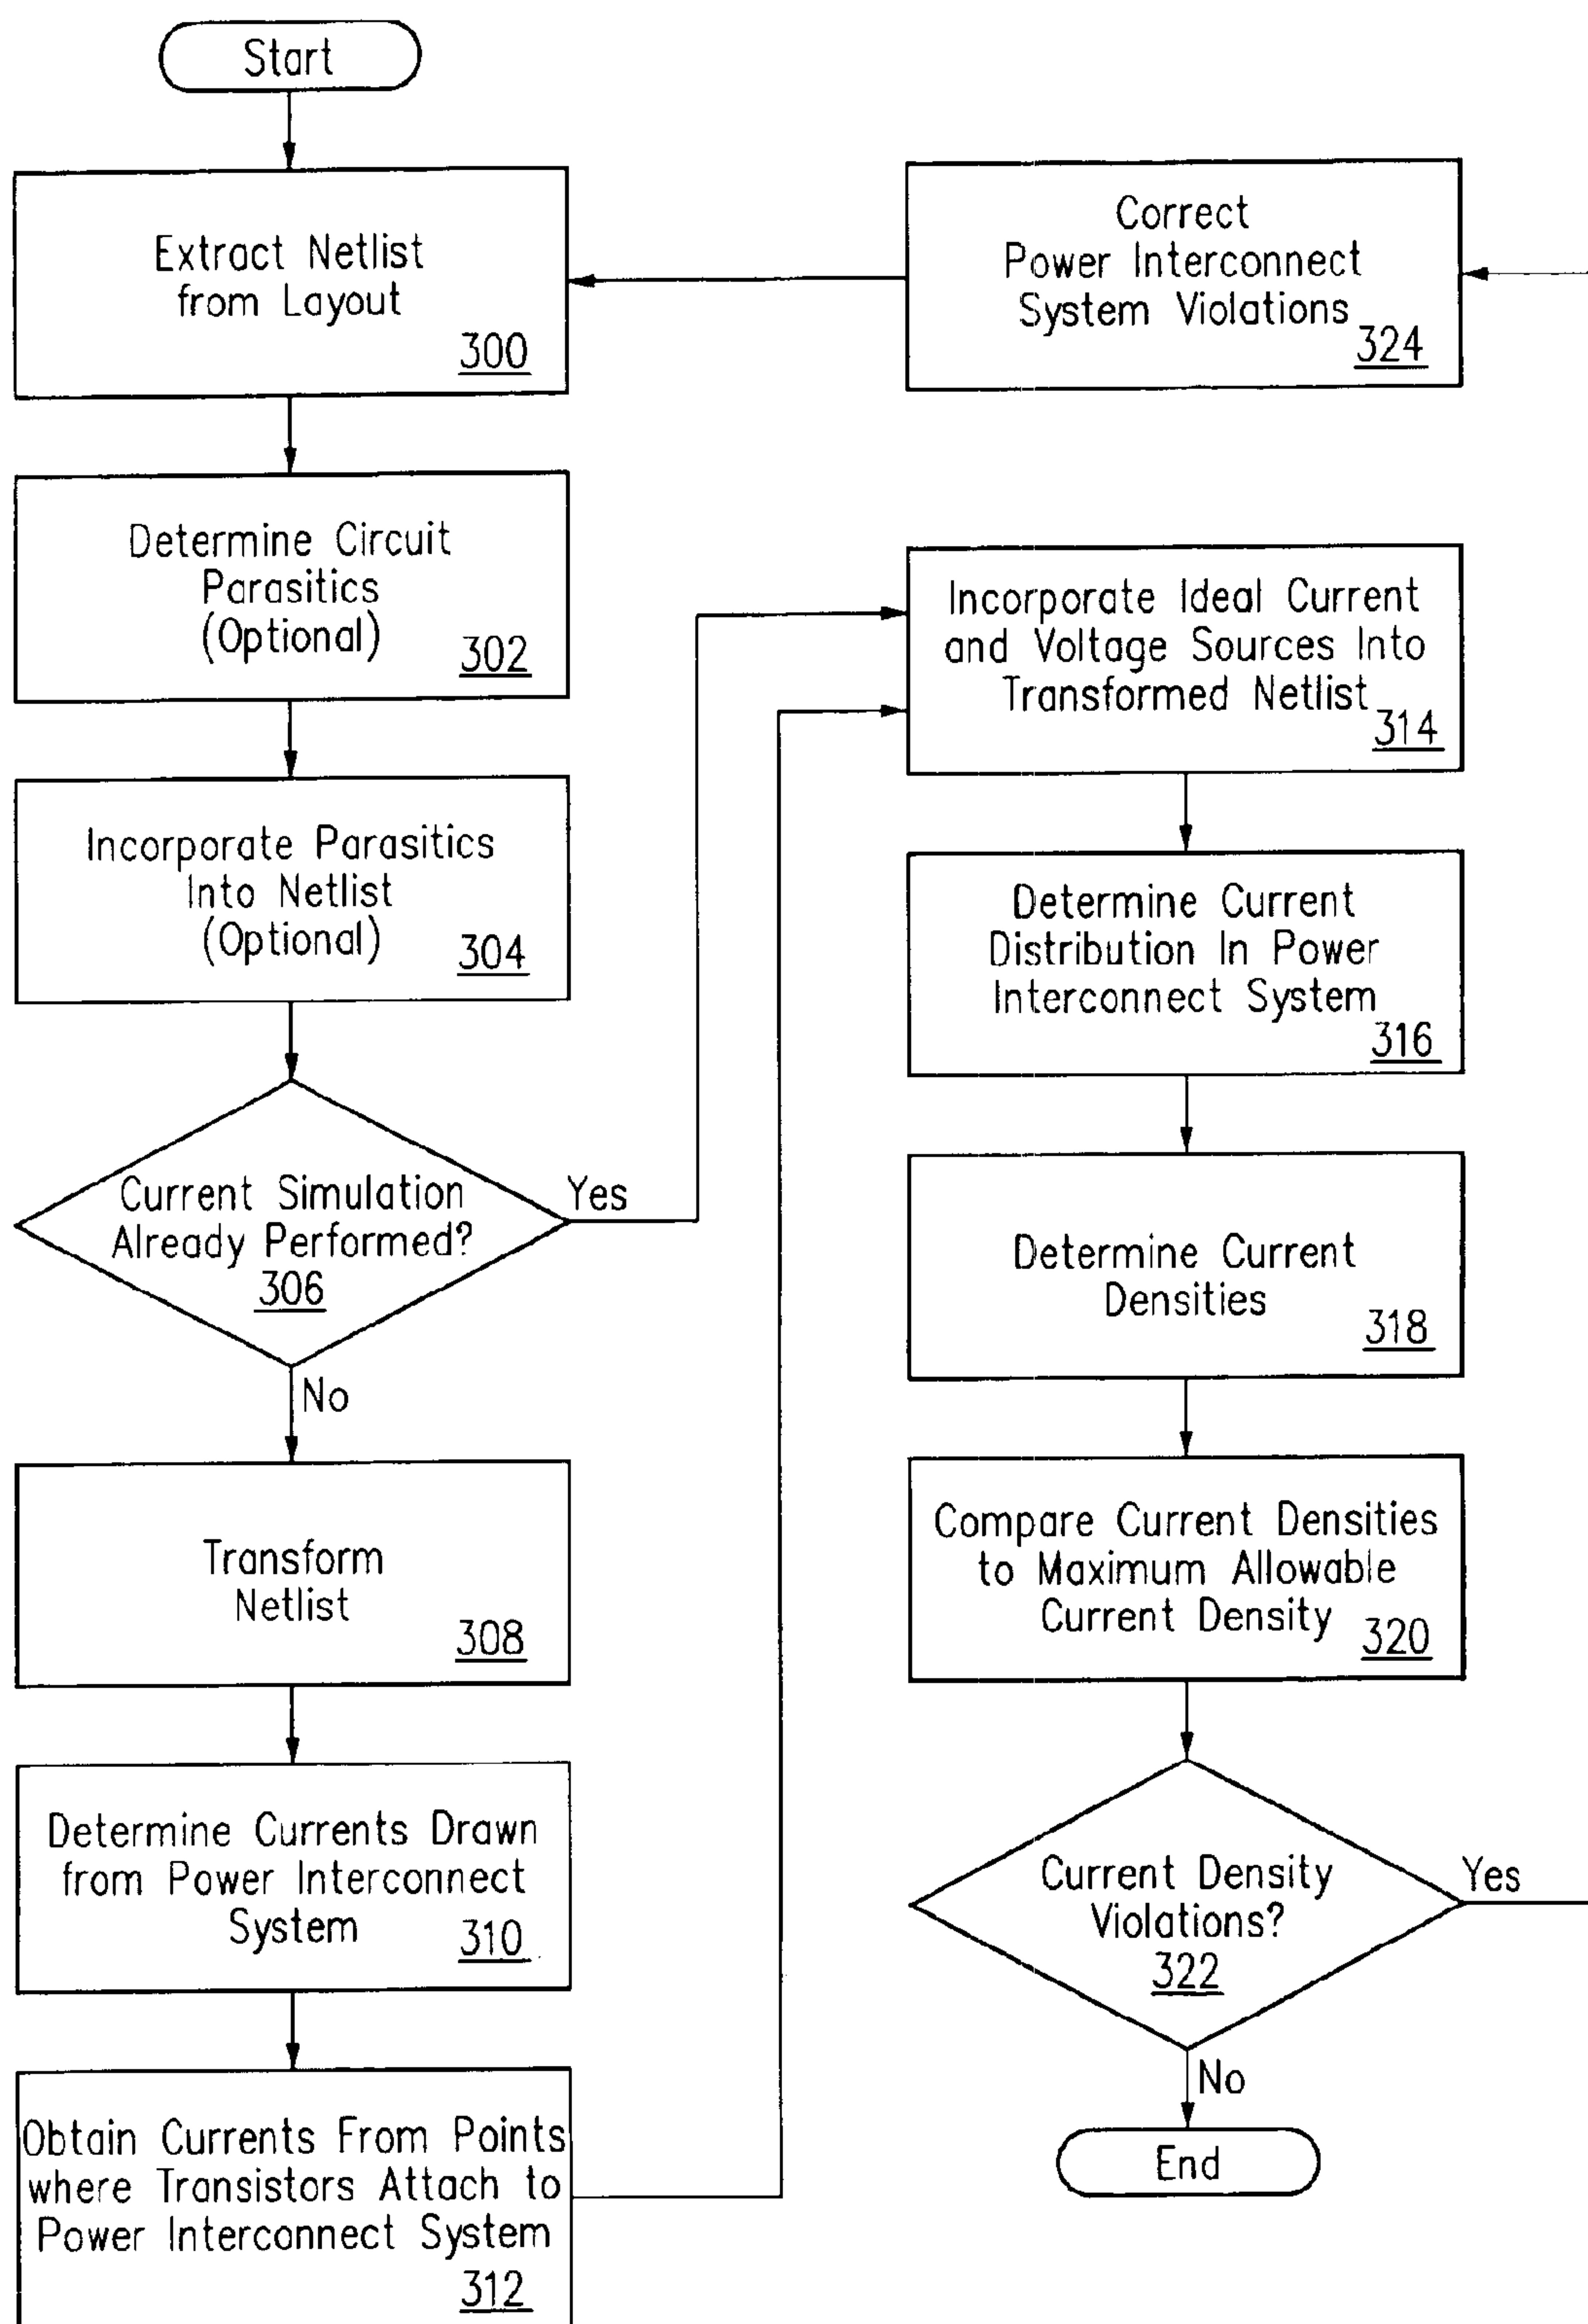 Start
Extract Netlist
from Layout
300
Determine Circuit
Parasitics
(Optional)
302
Incorporate Parasitics
Into Netlist
(Optional)
304
Current Simulation
Already Performed?
306
Yes
No
Transform
Netlist
308
Determine Currents Drawn
from Power Interconnect
System
310
Obtain Currents From Points
where Transistors Attach to
Power Interconnect System
312
Correct
Power Interconnect
System Violations
324
Incorporate Ideal Current
and Voltage Sources Into
Transformed Netlist
314
Determine Current
Distribution In Power
Interconnect System
316
Determine Current
Densities
318
Compare Current Densities
to Maximum Allowable
Current Density
320
Current Density
Violations?
322
Yes
No
End